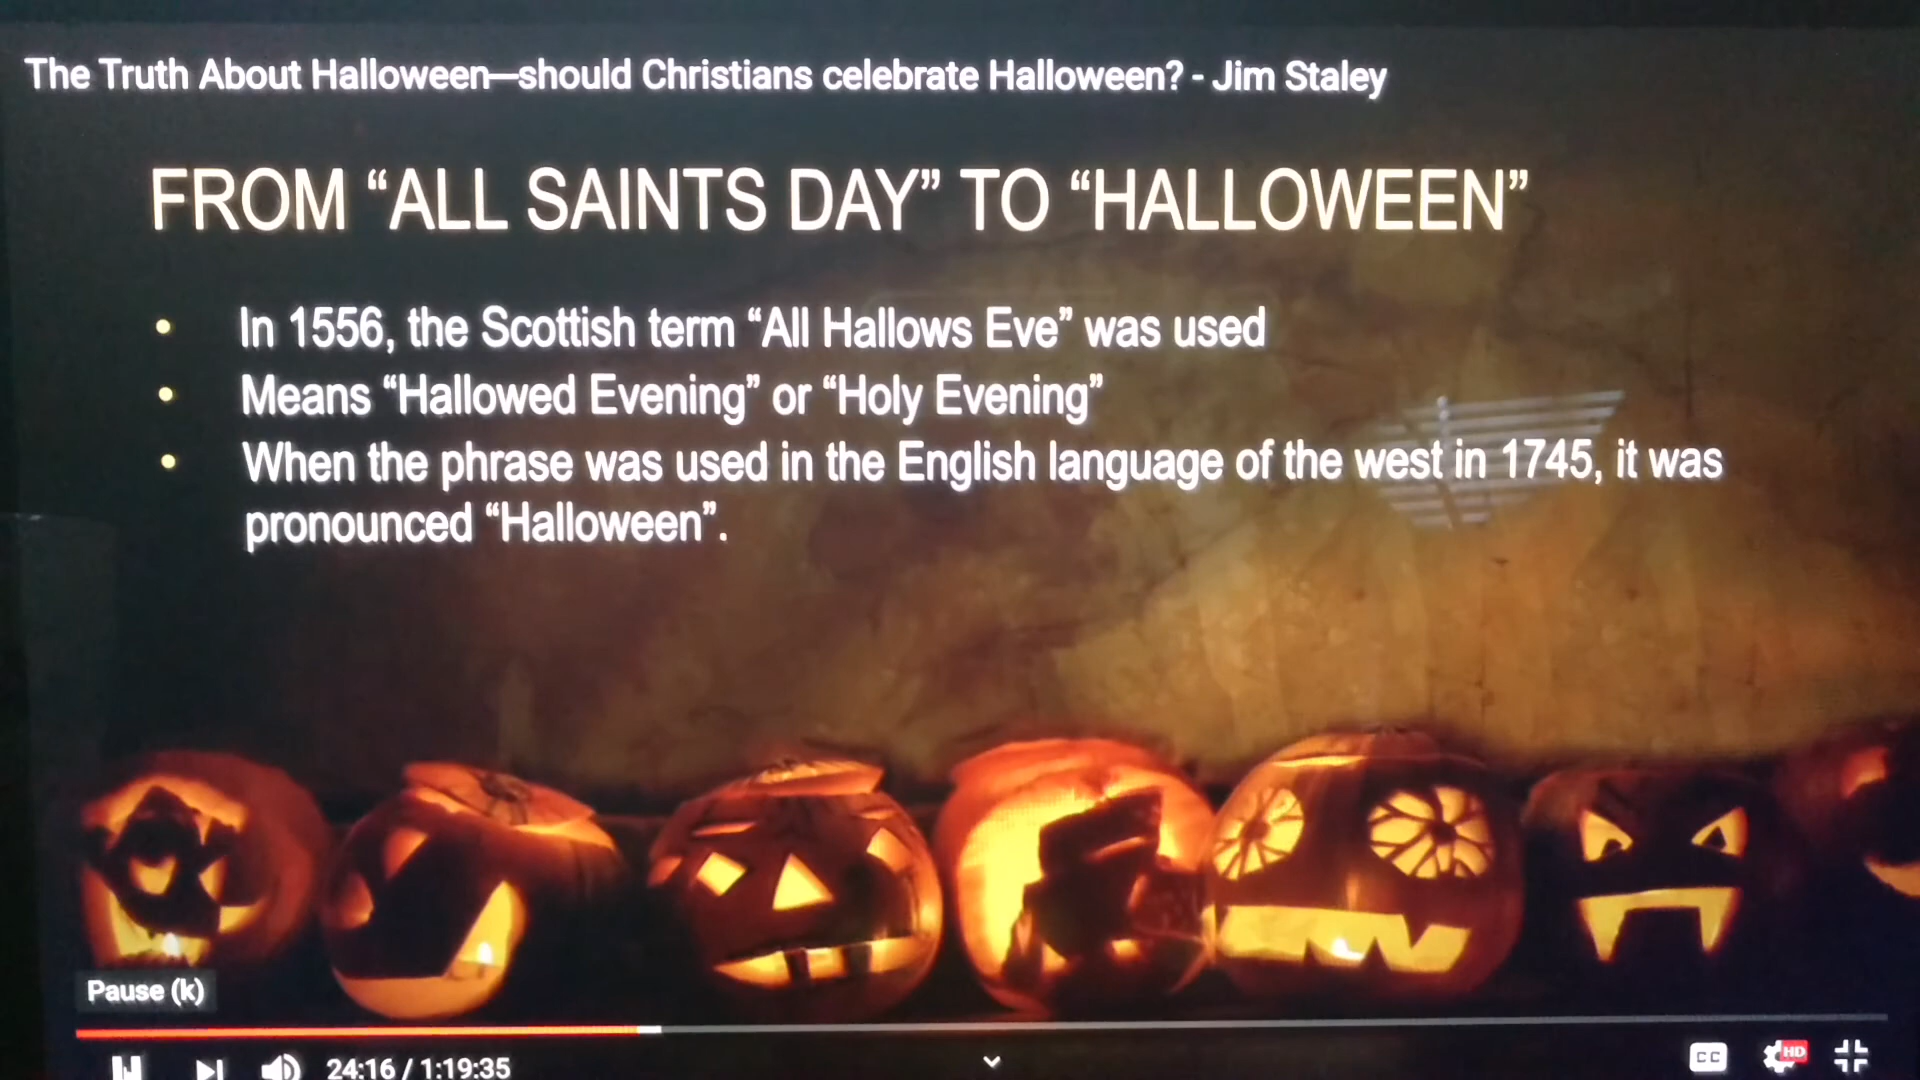 The Truth About Halloween—should Christians celebrate Halloween? - Jim Staley
FROM “ALL SAINTS DAY” TO “HALLOWEEN”
• In 1556, the Scottish term “All Hallows Eve” was used
• Means “Hallowed Evening” or “Holy Evening”
• When the phrase was used in the English language of the west in 1745, it was
pronounced “Halloween”.
Pause (k)
24:16 / 1:19:35
CC
HD